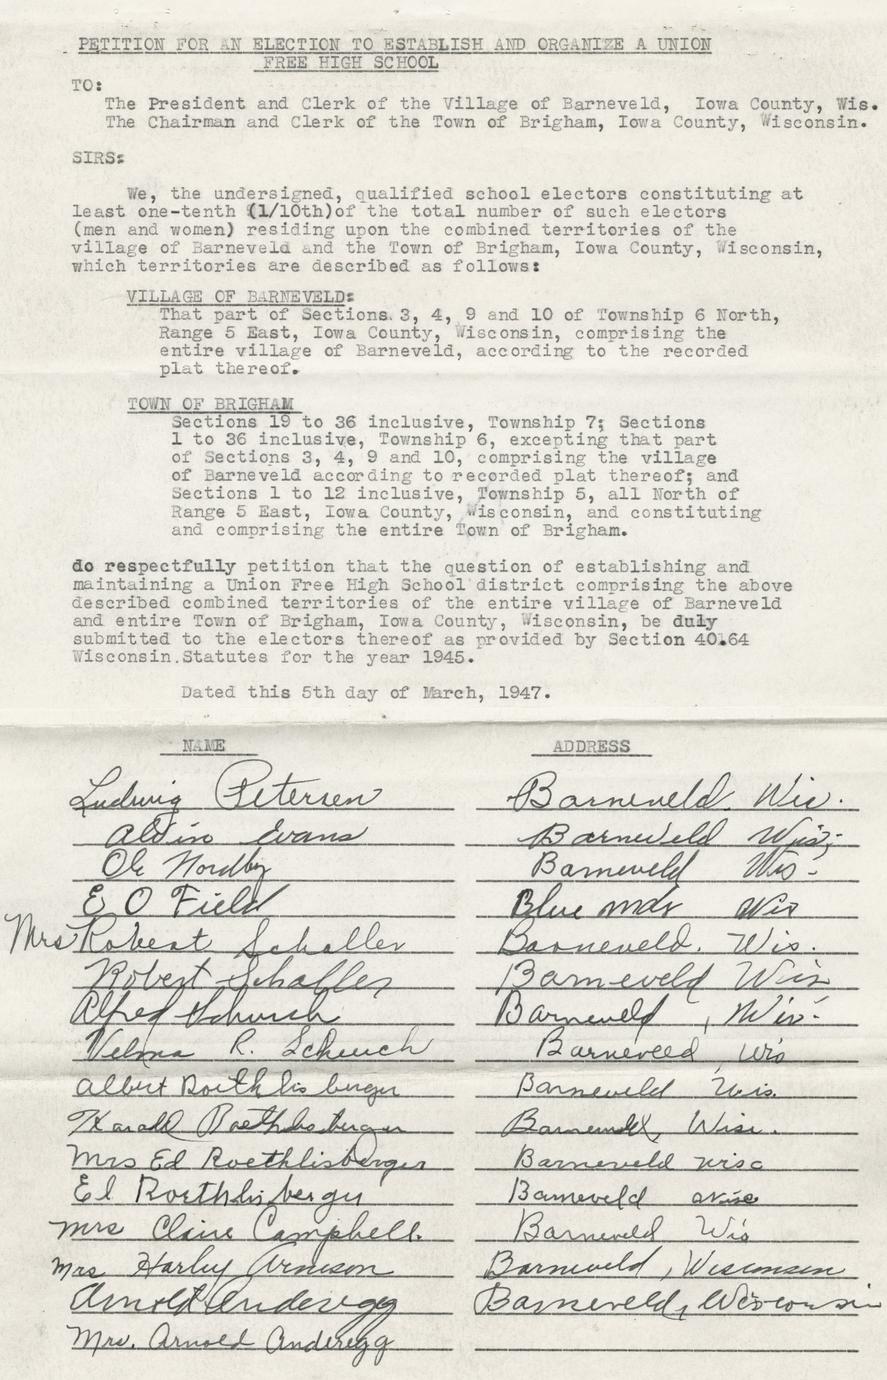 PETITION FOR AN ELECTION TO ESTABLISH AND ORGANIZE A UNION
FREE HIGH SCHOOL
TO:
The President and Clerk of the Village of Barneveld, Iowa County, Wis.
The Chairman and Clerk of the Town of Brigham, Iowa County, Wisconsin.
SIRS:
We, the undersigned, qualified school electors constituting at
least one-tenth (1/10th)of the total number of such electors
(men and women) residing upon the combined territories of the
village of Barneveld and the Town of Brigham, Iowa County, Wisconsin,
which territories are described as follows:
VILLAGE OF BARNEVELD:
That part of Sections 3, 4, 9 and 10 of Township 6 North,
Range 5 East, Iowa County, Wisconsin, comprising the
entire village of Barneveld, according to the recorded
plat thereof.
TOWN OF BRIGHAM
Sections 19 to 36 inclusive, Township 7; Sections
1 to 36 inclusive, Township 6, excepting that part
of Sections 3, 4, 9 and 10, comprising the village
of Barneveld according to recorded plat thereof; and
Sections 1 to 12 inclusive, Township 5, all North of
Range 5 East, Iowa County, Wisconsin, and constituting
and comprising the entire Town of Brigham.
do respectfully petition that the question of establishing and
maintaining a Union Free High School district comprising the above
described combined territories of the entire village of Barneveld
and entire Town of Brigham, Iowa County, Wisconsin, be duly
submitted to the electors thereof as provided by Section 40.64
Wisconsin.Statutes for the year 1945.
Dated this 5th day of March, 1947.
NAME ADDRESS
Ludwig Petersen Barneveld. Wis.
Alvin Evans Barneveld Wis.
Ole Nordby Barneveld Wis.
E O Field Blue Mds Wis
Mrs Robert Schaller Barneveld. Wis.
Robert Schaller Barneveld Wis
Alfred Schurch Barneveld, Wis.
Velma R. Schurch Barneveld, Wis
Albert Roethlisberger Barneveld Wis.
Harold Roethlisberger Barneveld, Wisc.
Mrs Ed Roethlisberger Barneveld Wisc
Ed Roethlisberger Barneveld Wisc
Mrs Claire Campbell. Barneveld Wis
Mrs Harley Arneson Barneveld, Wisconsin
Arnold Anderegg Barneveld, Wisconsin
Mrs. Arnold Anderegg